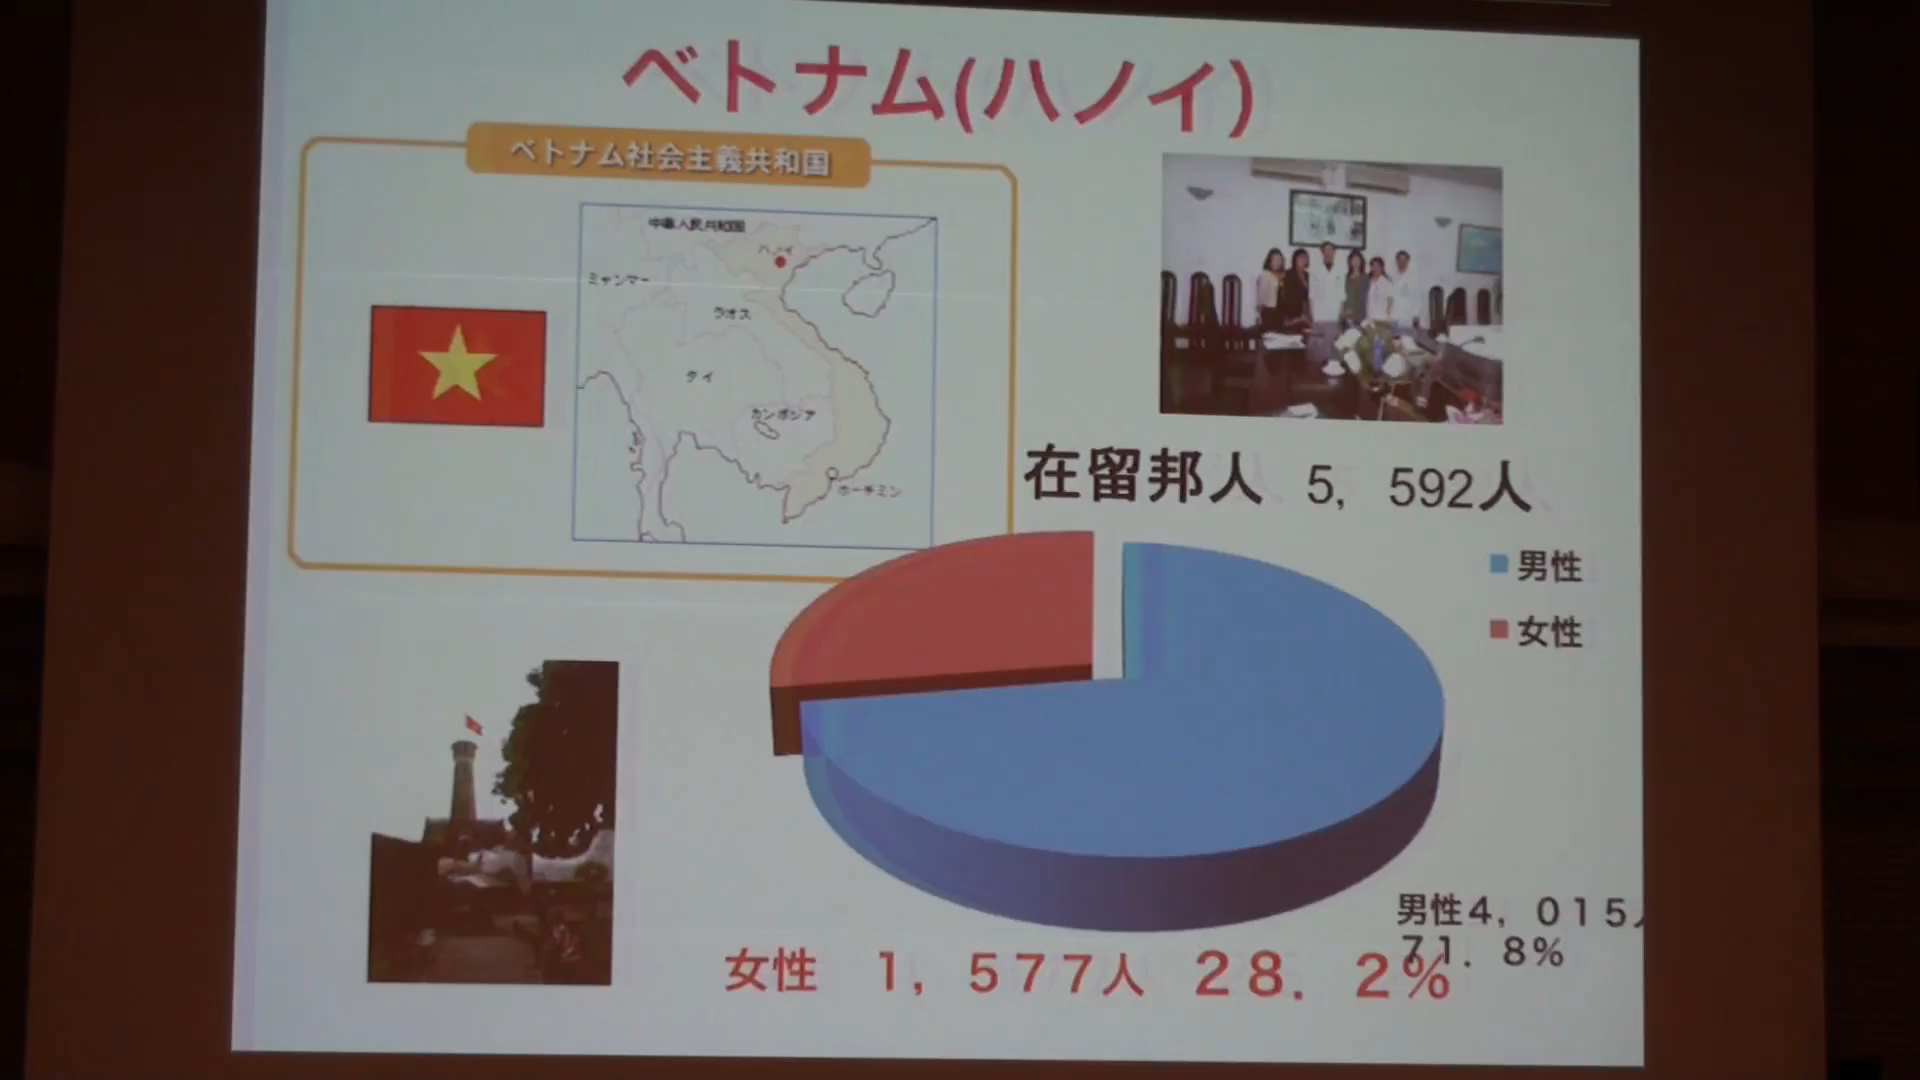 ベトナム(ハノイ)
ベトナム社会主義共和国
中華人民共和国
ハノイ
ミャンマー
ラオス
タイ
カンボジア
ホーチミン
在留邦人 5, 592人
男性
女性
男性4, 015人
71. 8%
女性 1, 577人 28. 2%